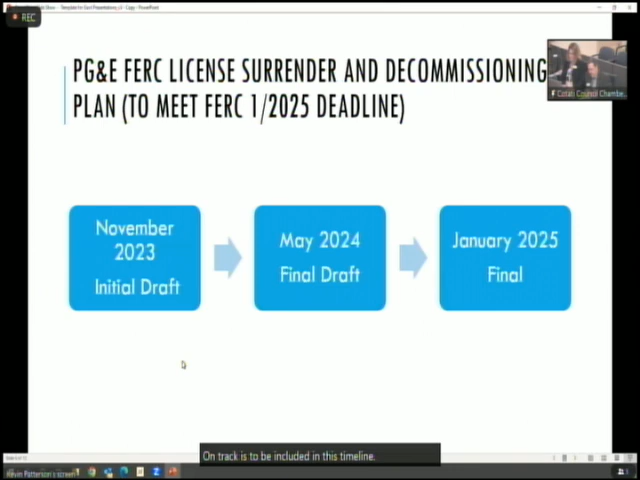 REC
PG&E FERC LICENSE SURRENDER AND DECOMMISSIONING
PLAN (TO MEET FERC 1/2025 DEADLINE)
Cotati Council Chambe...
November
2023
Initial Draft
May 2024
Final Draft
January 2025
Final
On track is to be included in this timeline.
Kevin Patterson's screen